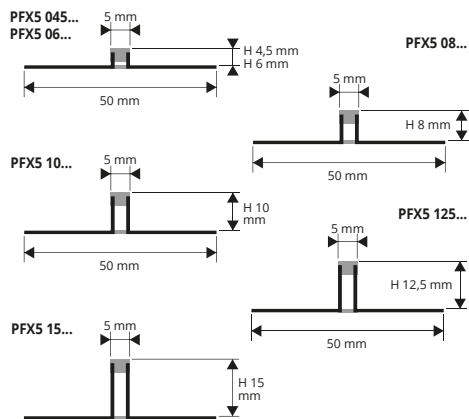 PFX5 045...
PFX5 06...
5 mm
H 4,5 mm
H 6 mm
50 mm
PFX5 08...
5 mm
H 8 mm
50 mm
PFX5 10...
5 mm
H 10
mm
50 mm
PFX5 125...
5 mm
H 12,5 mm
50 mm
PFX5 15...
5 mm
H 15
mm